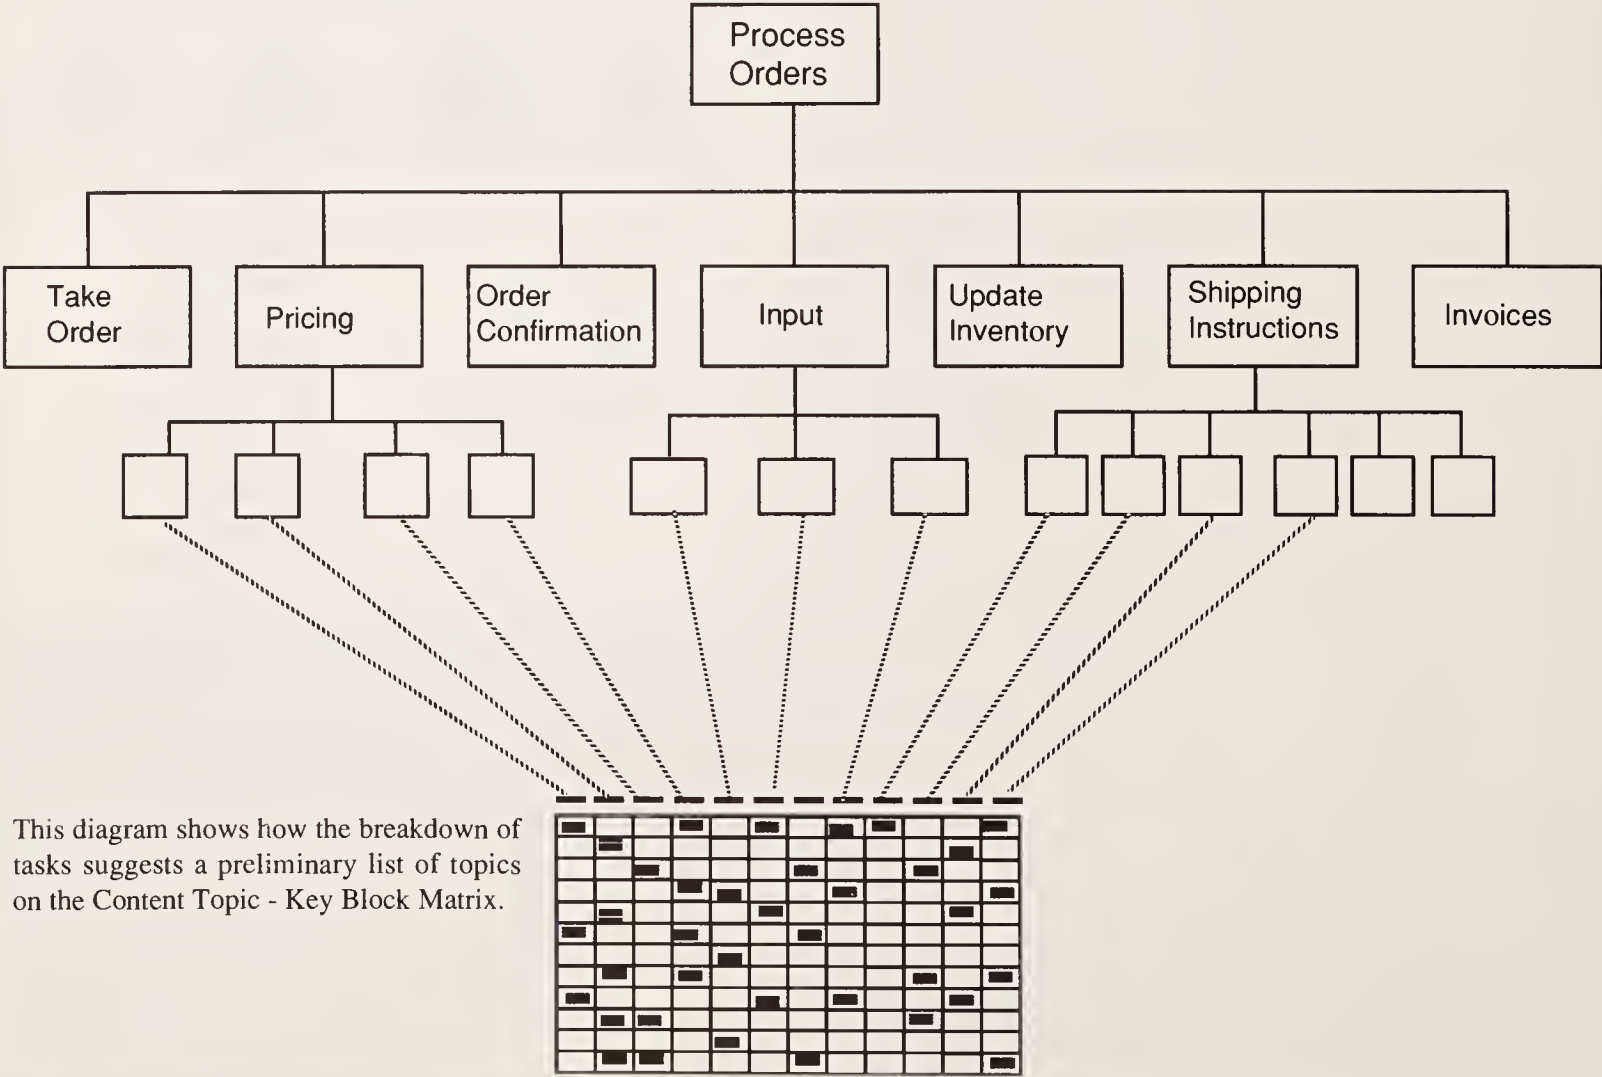 Process
Orders
Take
Order
Pricing
Order
Confirmation
Input
Update
Inventory
Shipping
Instructions
Invoices
This diagram shows how the breakdown of
tasks suggests a preliminary list of topics
on the Content Topic - Key Block Matrix.